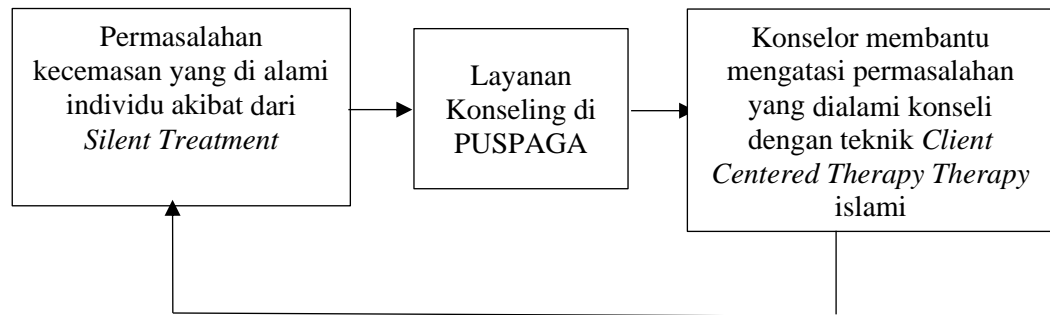 Permasalahan
kecemasan yang di alami
individu akibat dari
Silent Treatment
Layanan
Konseling di
PUSPAGA
Konselor membantu
mengatasi permasalahan
yang dialami konseli
dengan teknik Client
Centered Therapy Therapy
islami